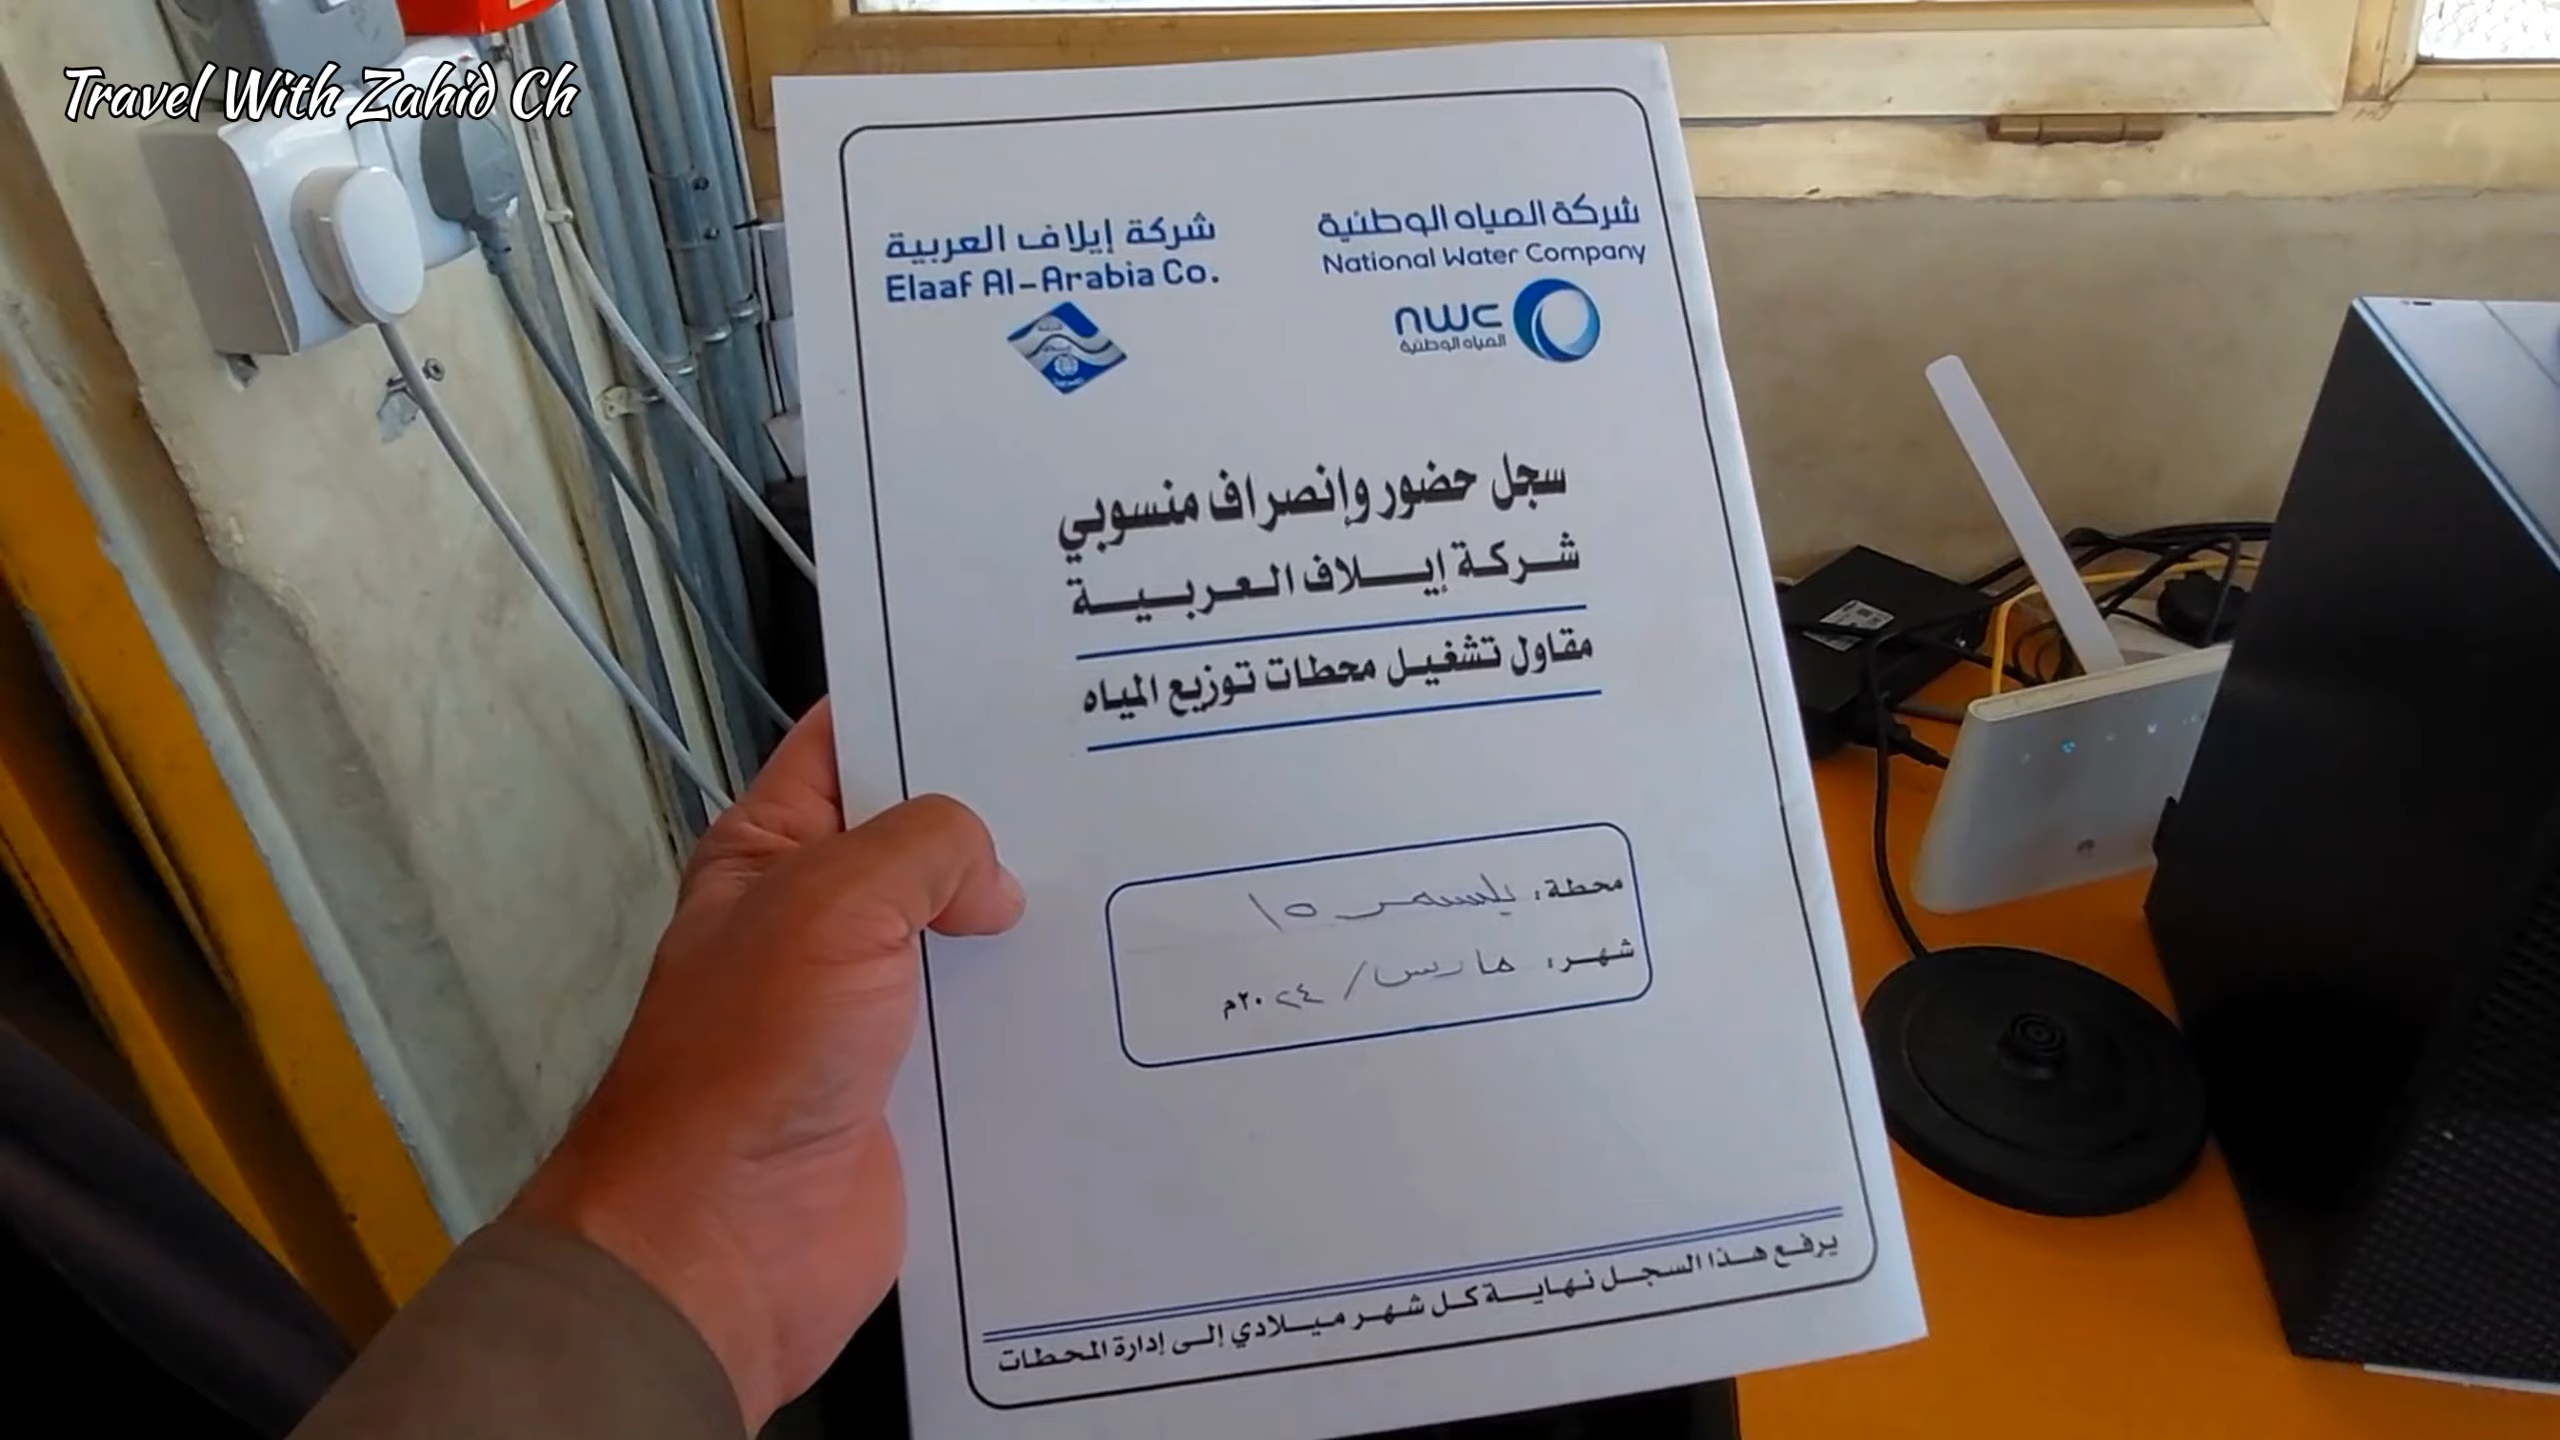 Travel With Zahid Ch
شركة المياه الوطنية
National Water Company
nwc
المياه الوطنية
شركة إيلاف العربية
Elaaf Al-Arabia Co.
سجل حضور وإنصراف منسوبي
شركة إيلاف العربية
مقاول تشغيل محطات توزيع المياه
محطة: بلسمر ١٥
شهر: مارس / ٢٠٢٤م
يرفع هذا السجل نهاية كل شهر ميلادي إلى إدارة المحطات